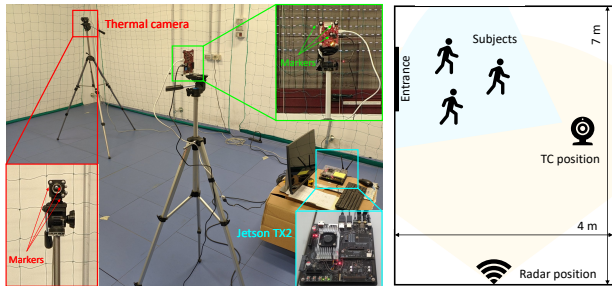 Thermal camera
Markers
Markers
Jetson TX2
Subjects
Entrance
7 m
TC position
4 m
Radar position